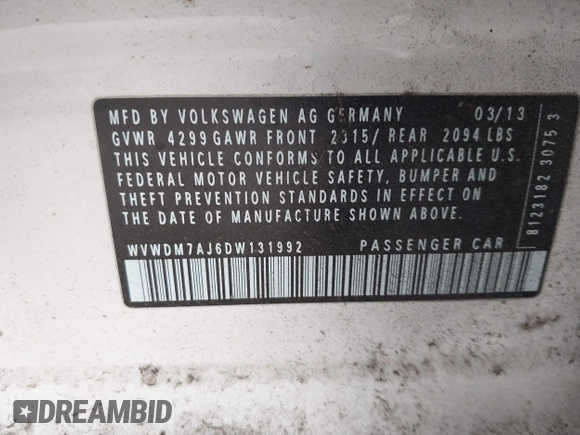 MFD BY VOLKSWAGEN AG GERMANY 03/13
GVWR 4299 GAWR FRONT 2315/ REAR 2094 LBS
THIS VEHICLE CONFORMS TO ALL APPLICABLE U.S.
FEDERAL MOTOR VEHICLE SAFETY, BUMPER AND
THEFT PREVENTION STANDARDS IN EFFECT ON
THE DATE OF MANUFACTURE SHOWN ABOVE.
WVWDM7AJ6DW131992 PASSENGER CAR
8123182 3075 3
DREAMBID